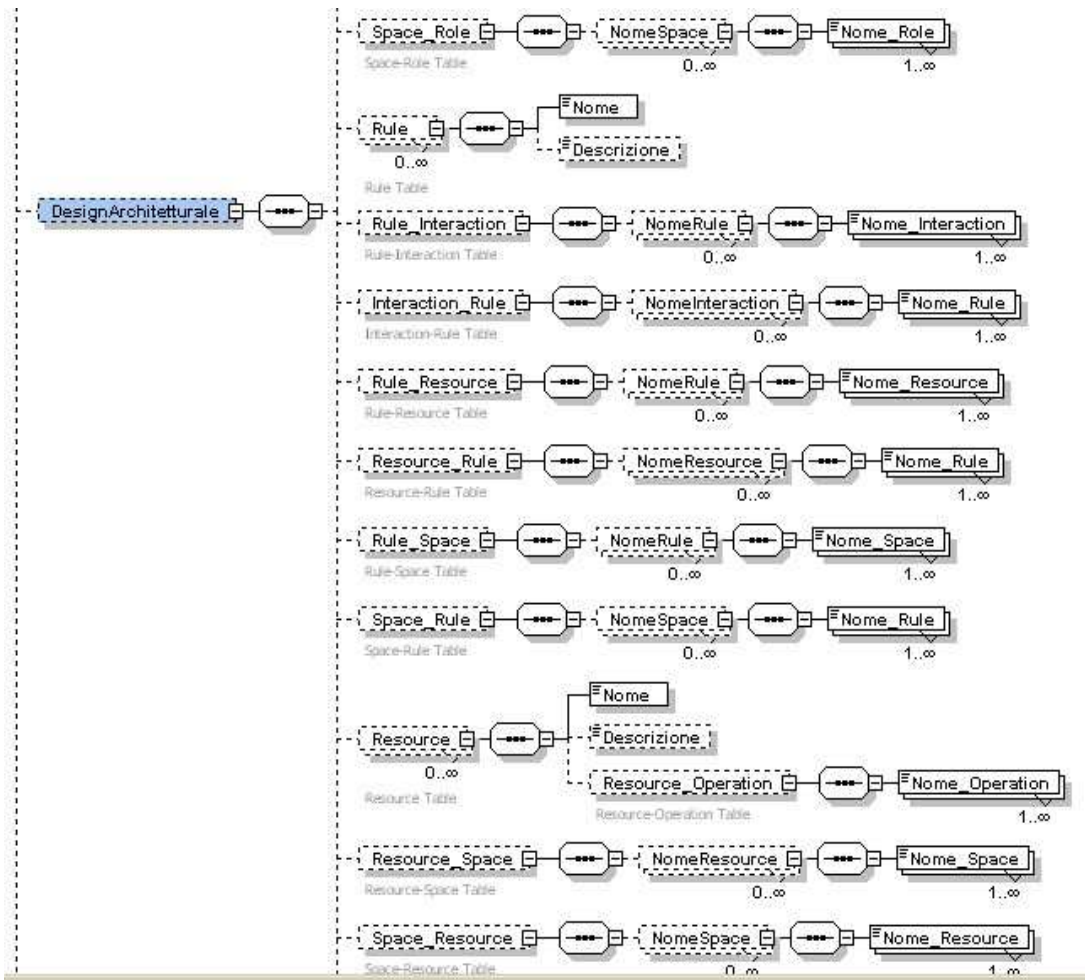 Space_Role NomeSpace Nome_Role
Space-Role Table 0..∞ 1..∞
Nome
Rule
Descrizione
0..∞
Rule Table
DesignArchitetturale
Rule_Interaction NomeRule Nome_Interaction
Rule-Interaction Table 0..∞ 1..∞
Interaction_Rule NomeInteraction Nome_Rule
Interaction-Rule Table 0..∞ 1..∞
Rule_Resource NomeRule Nome_Resource
Rule-Resource Table 0..∞ 1..∞
Resource_Rule NomeResource Nome_Rule
Resource-Rule Table 0..∞ 1..∞
Rule_Space NomeRule Nome_Space
Rule-Space Table 0..∞ 1..∞
Space_Rule NomeSpace Nome_Rule
Space-Rule Table 0..∞ 1..∞
Nome
Resource Descrizione
0..∞
Resource_Operation Nome_Operation
Resource Table
Resource-Operation Table 1..∞
Resource_Space NomeResource Nome_Space
Resource-Space Table 0..∞ 1..∞
Space_Resource NomeSpace Nome_Resource
Space-Resource Table 0..∞ 1..∞